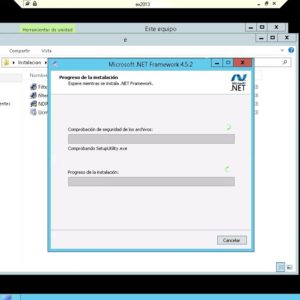 ex2013
Herramientas de unidad
Este equipo
e
Compartir
Vista
Instalacion
e
Microsoft .NET Framework 4.5.2
Progreso de la instalación
Espere mientras se instala .NET Framework.
Microsoft
.NET
Comprobación de seguridad de los archivos:
Comprobando SetupUtility.exe
Progreso de la instalación:
Cancelar